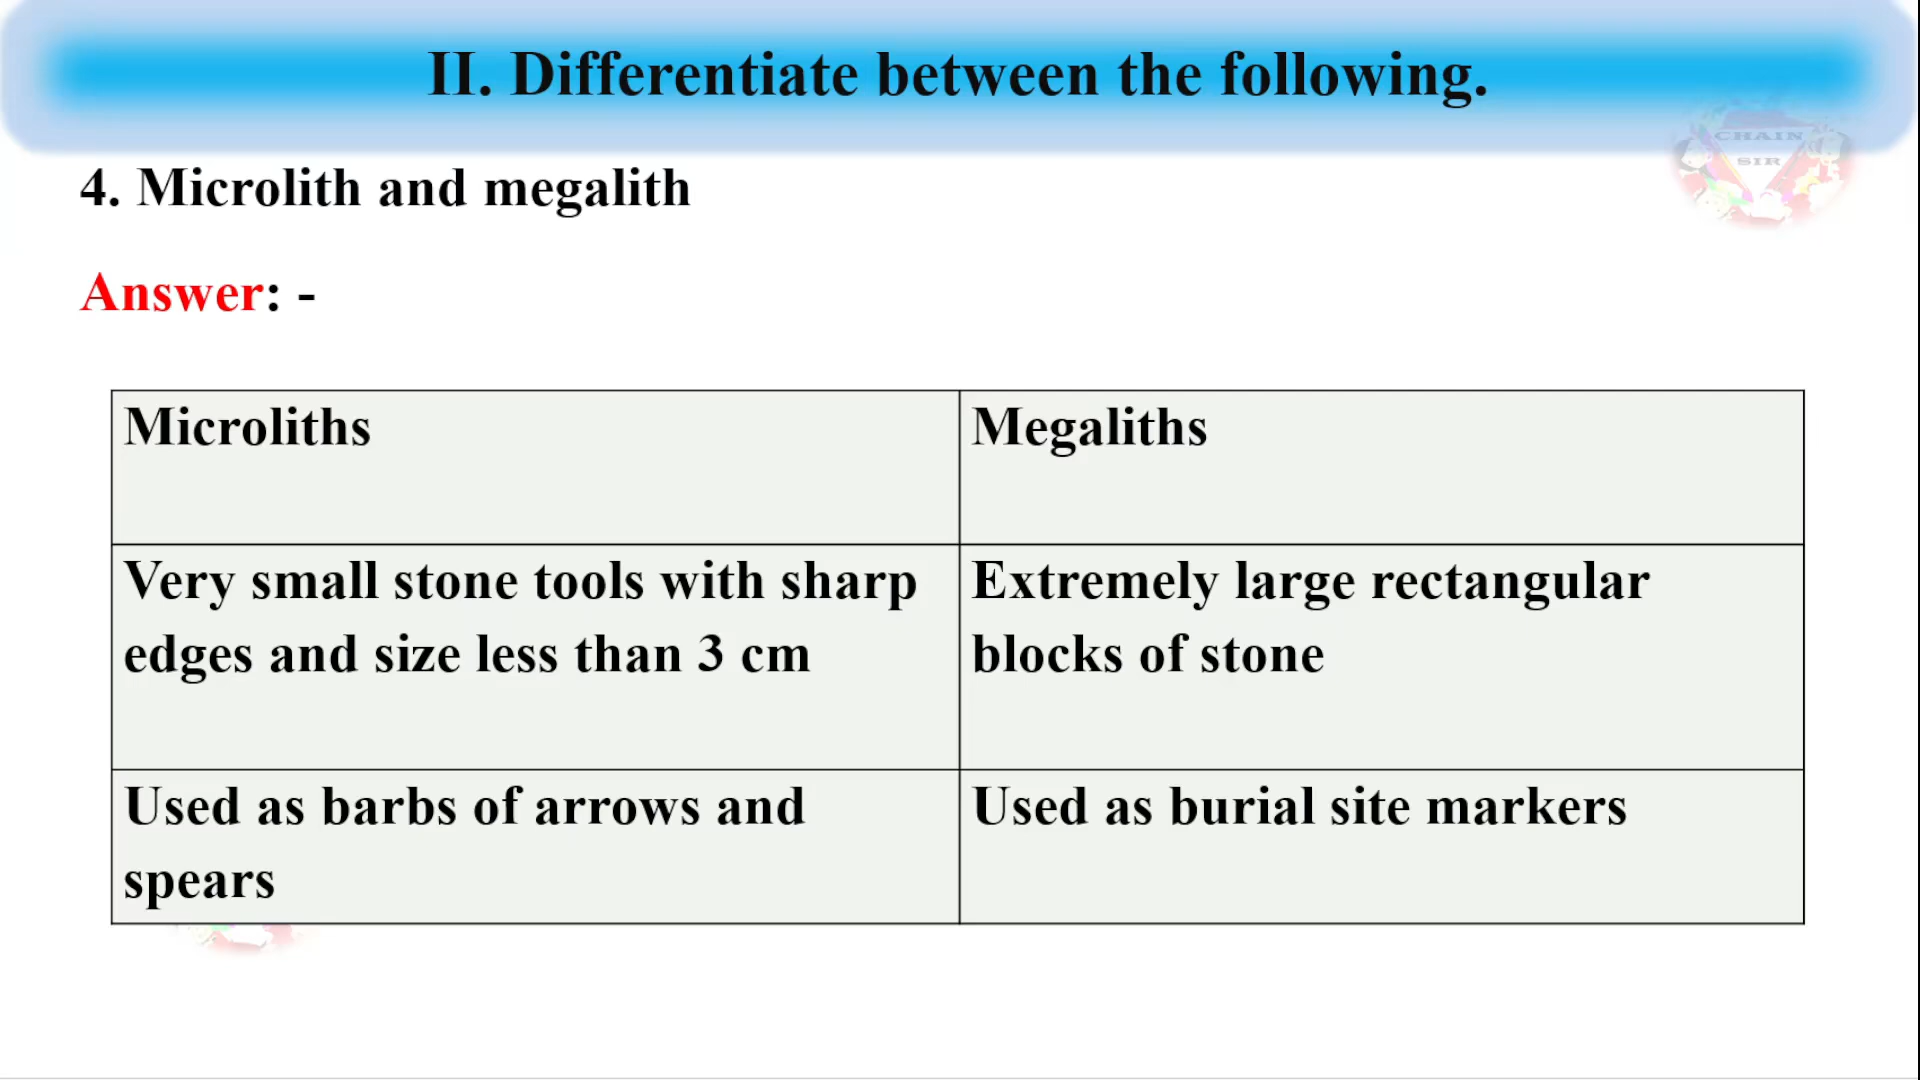 II. Differentiate between the following.
CHAIN
SIR
4. Microlith and megalith
Answer: -
Microliths
Megaliths
Very small stone tools with sharp
edges and size less than 3 cm
Extremely large rectangular
blocks of stone
Used as barbs of arrows and
spears
Used as burial site markers